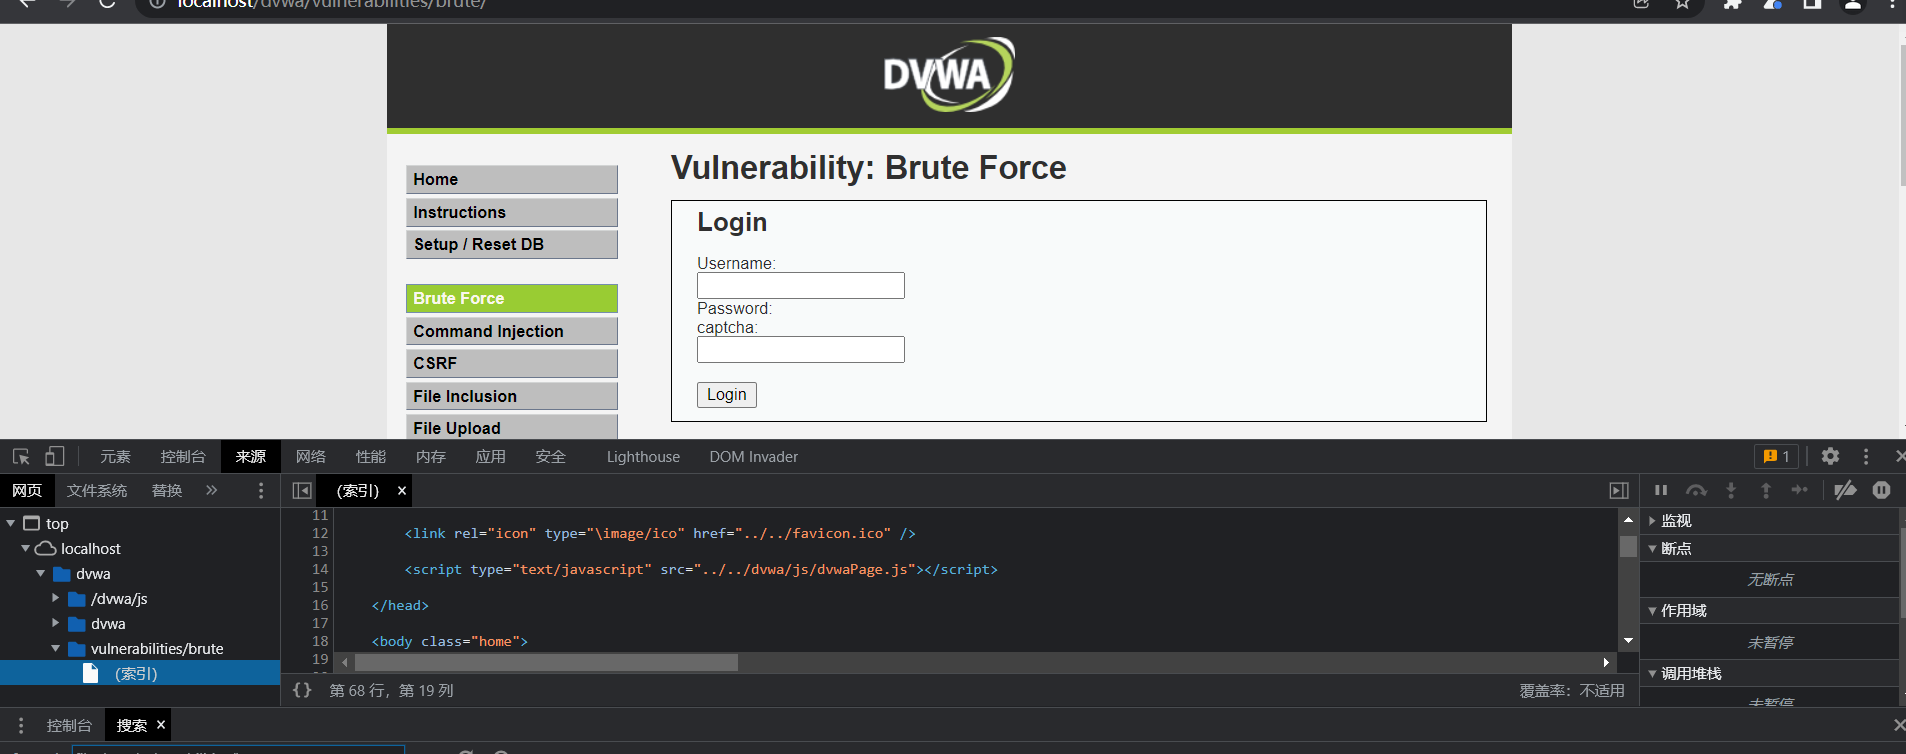 localhost/dvwa/vulnerabilities/brute/
DVWA
Home
Instructions
Setup / Reset DB
Brute Force
Command Injection
CSRF
File Inclusion
File Upload
Vulnerability: Brute Force
Login
Username:
Password:
captcha:
Login
元素 控制台 来源 网络 性能 内存 应用 安全 Lighthouse DOM Invader 1
网页 文件系统 替换 »
(索引) ×
top
localhost
dvwa
/dvwa/js
dvwa
vulnerabilities/brute
(索引)
11
12 <link rel="icon" type="\image/ico" href="../../favicon.ico" />
13
14 <script type="text/javascript" src="../../dvwa/js/dvwaPage.js"></script>
15
16 </head>
17
18 <body class="home">
19
{} 第 68 行，第 19 列 覆盖率：不适用
监视
断点
无断点
作用域
未暂停
调用堆栈
未暂停
控制台 搜索 ×